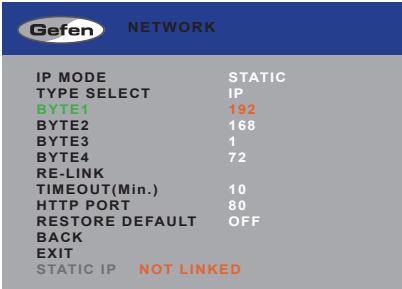 Gefen NETWORK
IP MODE STATIC
TYPE SELECT IP
BYTE1 192
BYTE2 168
BYTE3 1
BYTE4 72
RE-LINK
TIMEOUT(Min.) 10
HTTP PORT 80
RESTORE DEFAULT OFF
BACK
EXIT
STATIC IP NOT LINKED